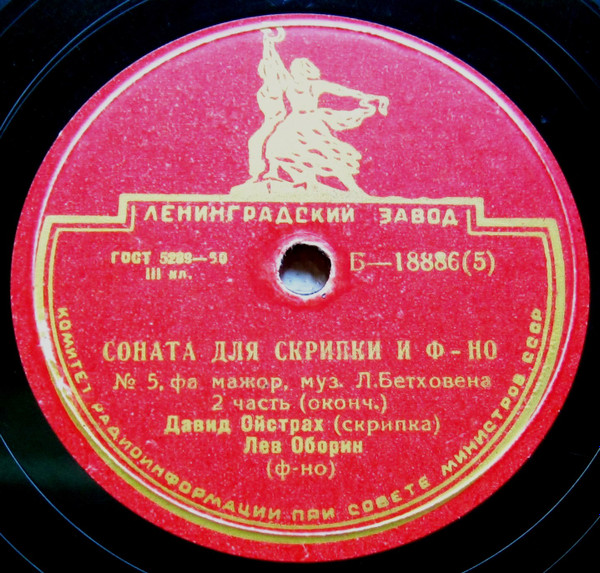 ЛЕНИНГРАДСКИЙ ЗАВОД
ГОСТ 5289—50
III кл.
Б—18886(5)
СОНАТА ДЛЯ СКРИПКИ И Ф-НО
№ 5, фа мажор, муз. Л.Бетховена
2 часть (оконч.)
Давид Ойстрах (скрипка)
Лев Оборин
(ф-но)
КОМИТЕТ РАДИОИНФОРМАЦИИ ПРИ СОВЕТЕ МИНИСТРОВ СССР